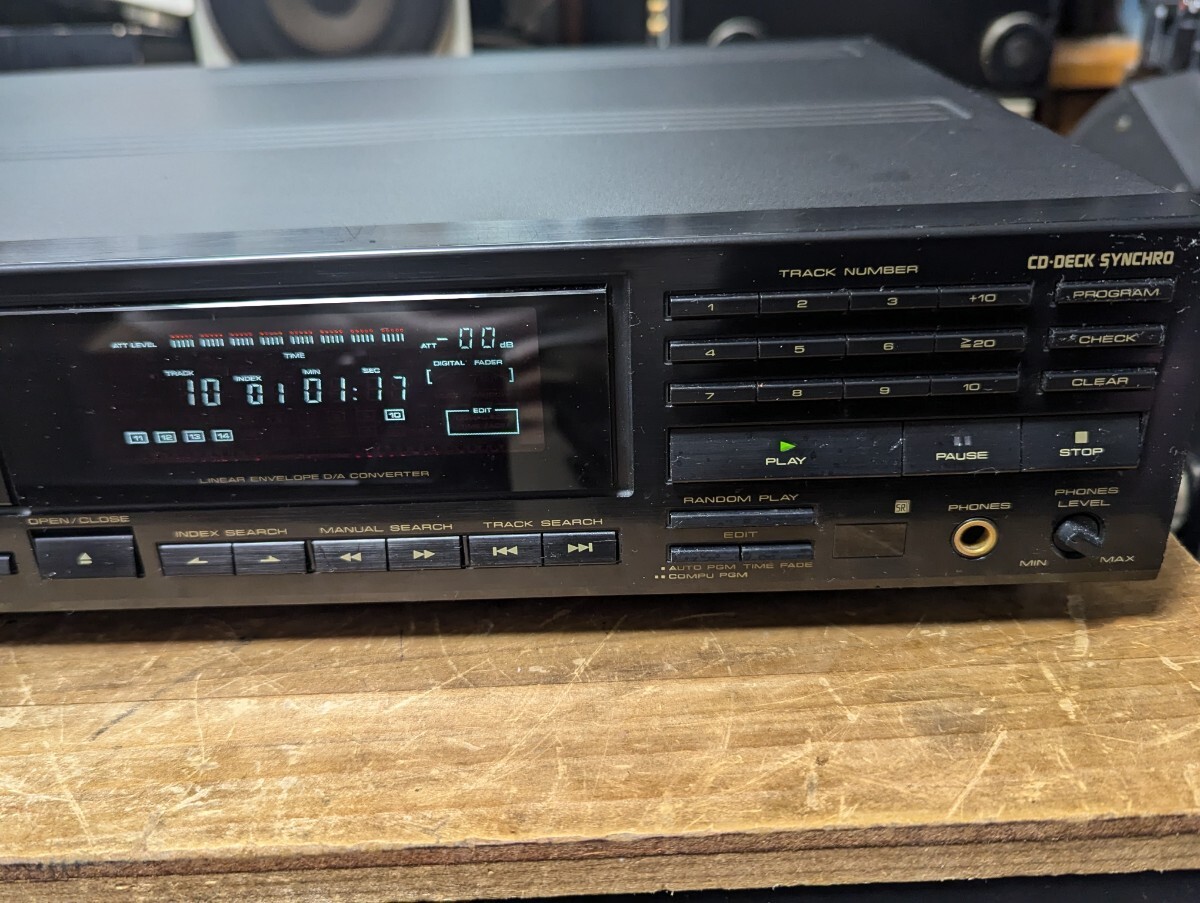 CD·DECK SYNCHRO
TRACK NUMBER
1 2 3 +10
PROGRAM
4 5 6 ≧20
CHECK
7 8 9 10
CLEAR
ATT LEVEL
ATT -00 dB
TIME
DIGITAL FADER
TRACK INDEX MIN SEC
10 01 01:17
10
EDIT
11 12 13 14
LINEAR ENVELOPE D/A CONVERTER
PLAY
PAUSE
STOP
OPEN/CLOSE
INDEX SEARCH
MANUAL SEARCH
TRACK SEARCH
RANDOM PLAY
EDIT
AUTO PGM TIME FADE
COMPU PGM
SR
PHONES
PHONES
LEVEL
MIN
MAX